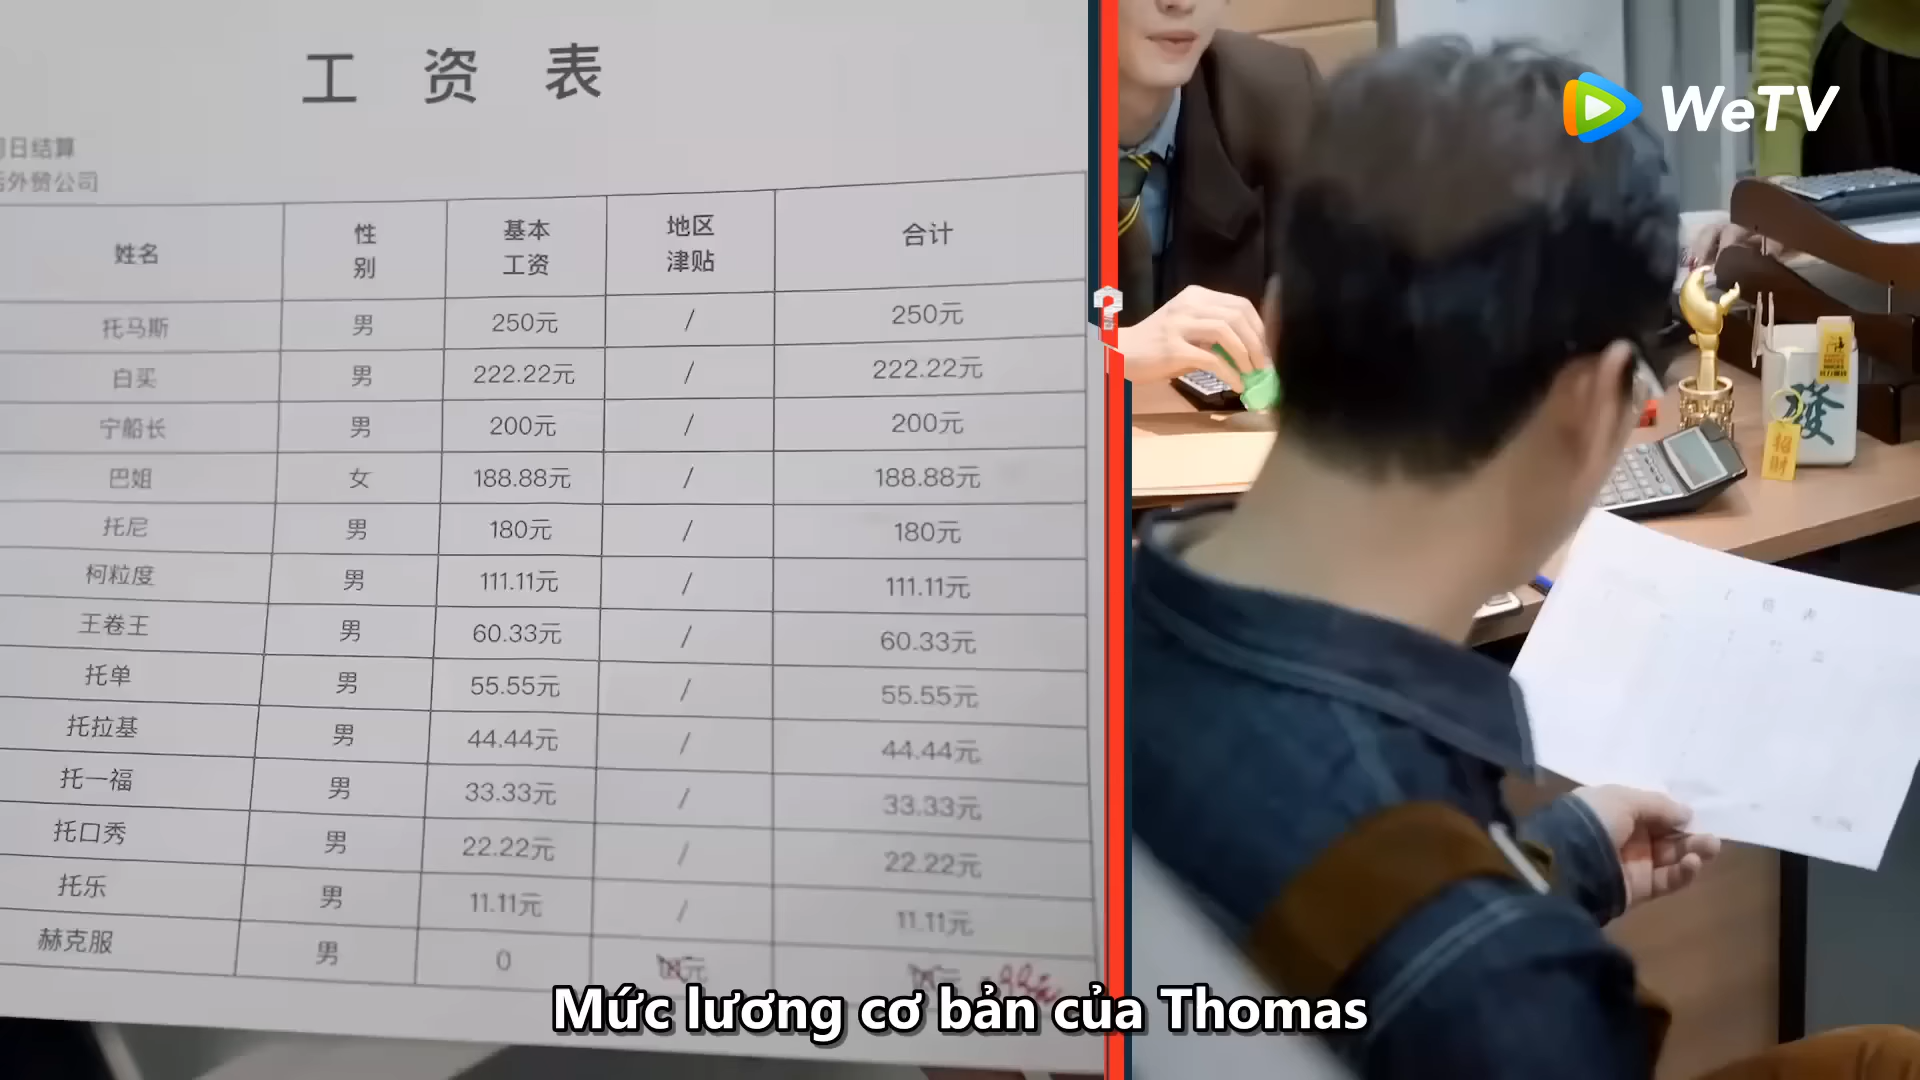 工 资 表
日结算
外贸公司
姓名 性别 基本工资 地区津贴 合计
托马斯 男 250元 / 250元
白买 男 222.22元 / 222.22元
宁船长 男 200元 / 200元
巴姐 女 188.88元 / 188.88元
托尼 男 180元 / 180元
柯粒度 男 111.11元 / 111.11元
王卷王 男 60.33元 / 60.33元
托单 男 55.55元 / 55.55元
托拉基 男 44.44元 / 44.44元
托一福 男 33.33元 / 33.33元
托口秀 男 22.22元 / 22.22元
托乐 男 11.11元 / 11.11元
赫克服 男 0 元 元
WeTV
發
招财
工 资 表
Mức lương cơ bản của Thomas